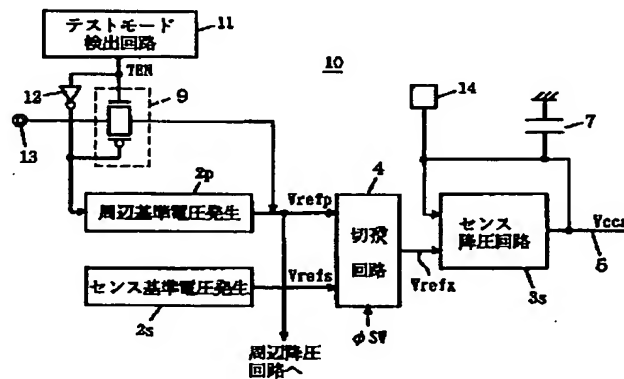 テストモード
検出回路
11
10
TEN
12
9
14
7
13
2p
4
周辺基準電圧発生
Vrefp
切換
回路
センス
降圧回路
Vccs
5
Vrefs
センス基準電圧発生
Vrefx
3s
2s
φSW
周辺降圧
回路へ